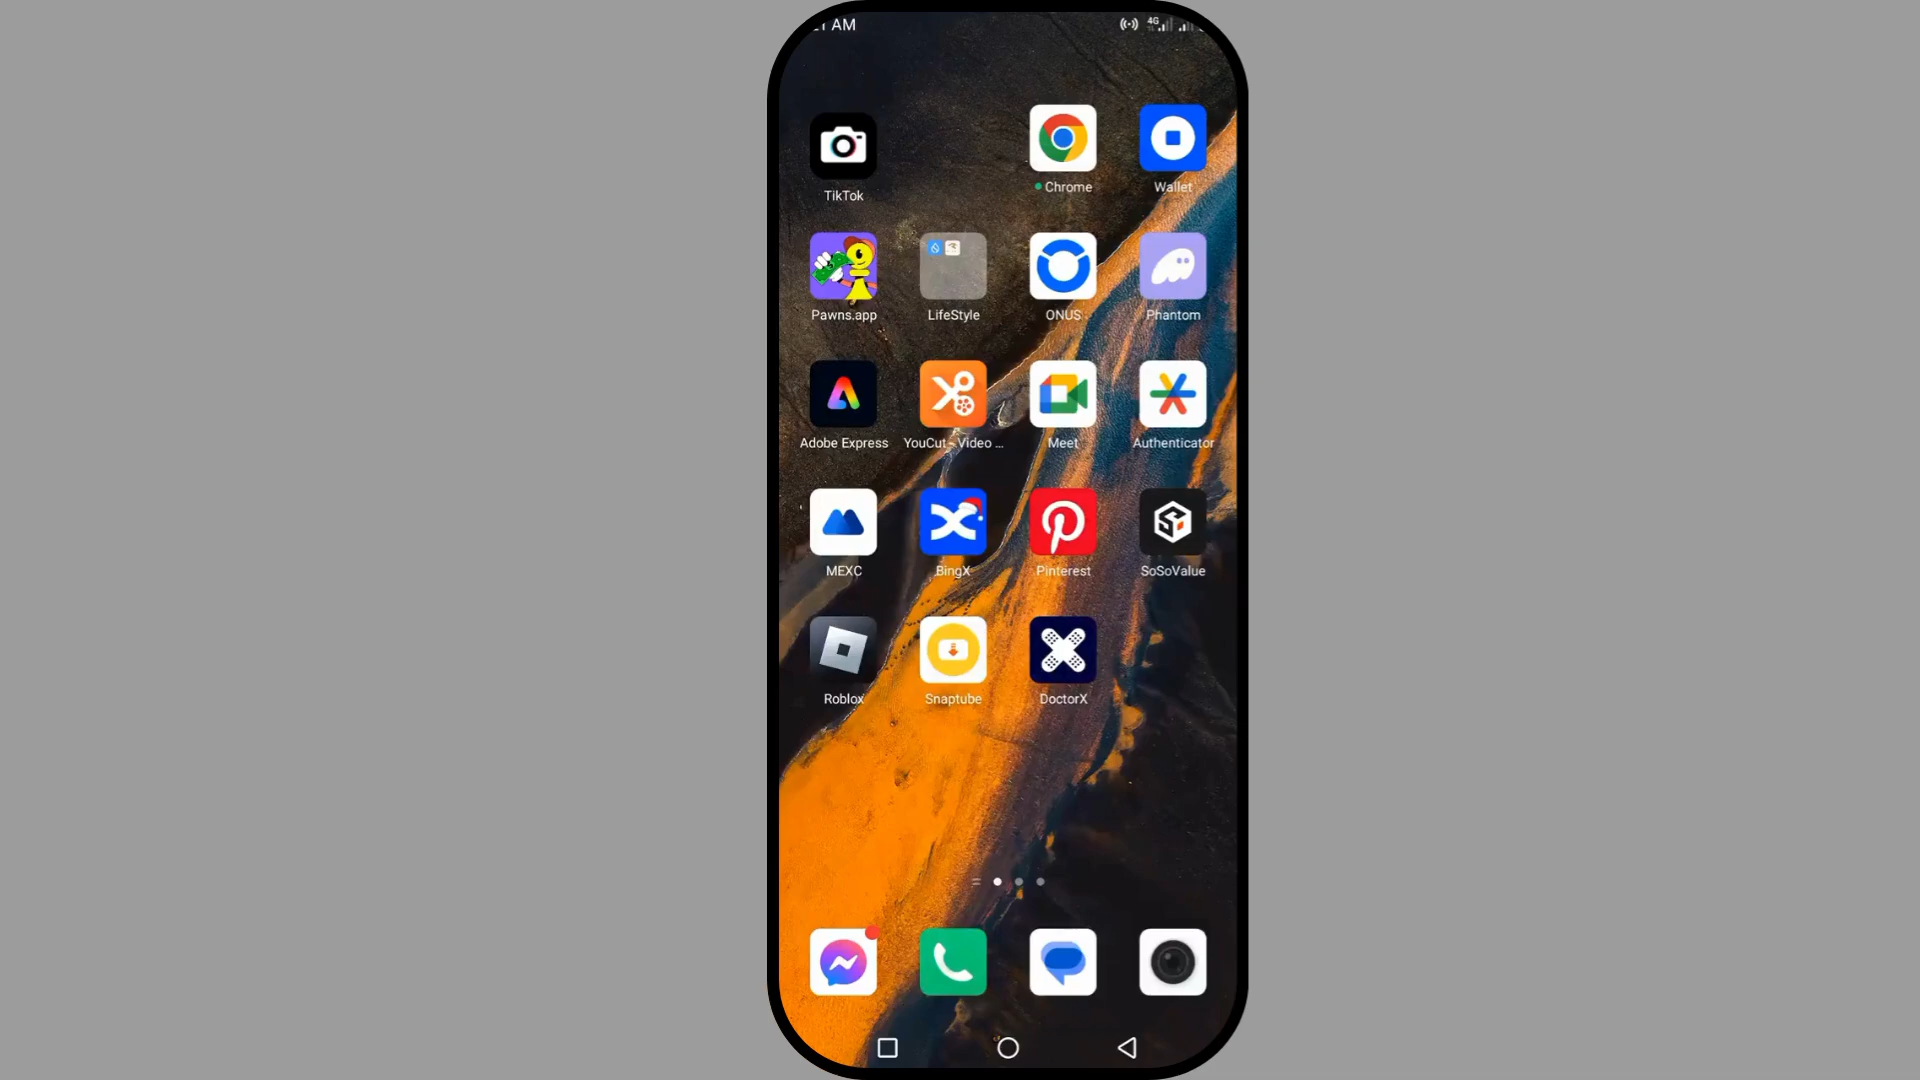 AM
4G
TikTok
Chrome
Wallet
Pawns.app
LifeStyle
ONUS
Phantom
Adobe Express
YouCut - Video ...
Meet
Authenticator
MEXC
BingX
Pinterest
SoSoValue
Roblox
Snaptube
DoctorX